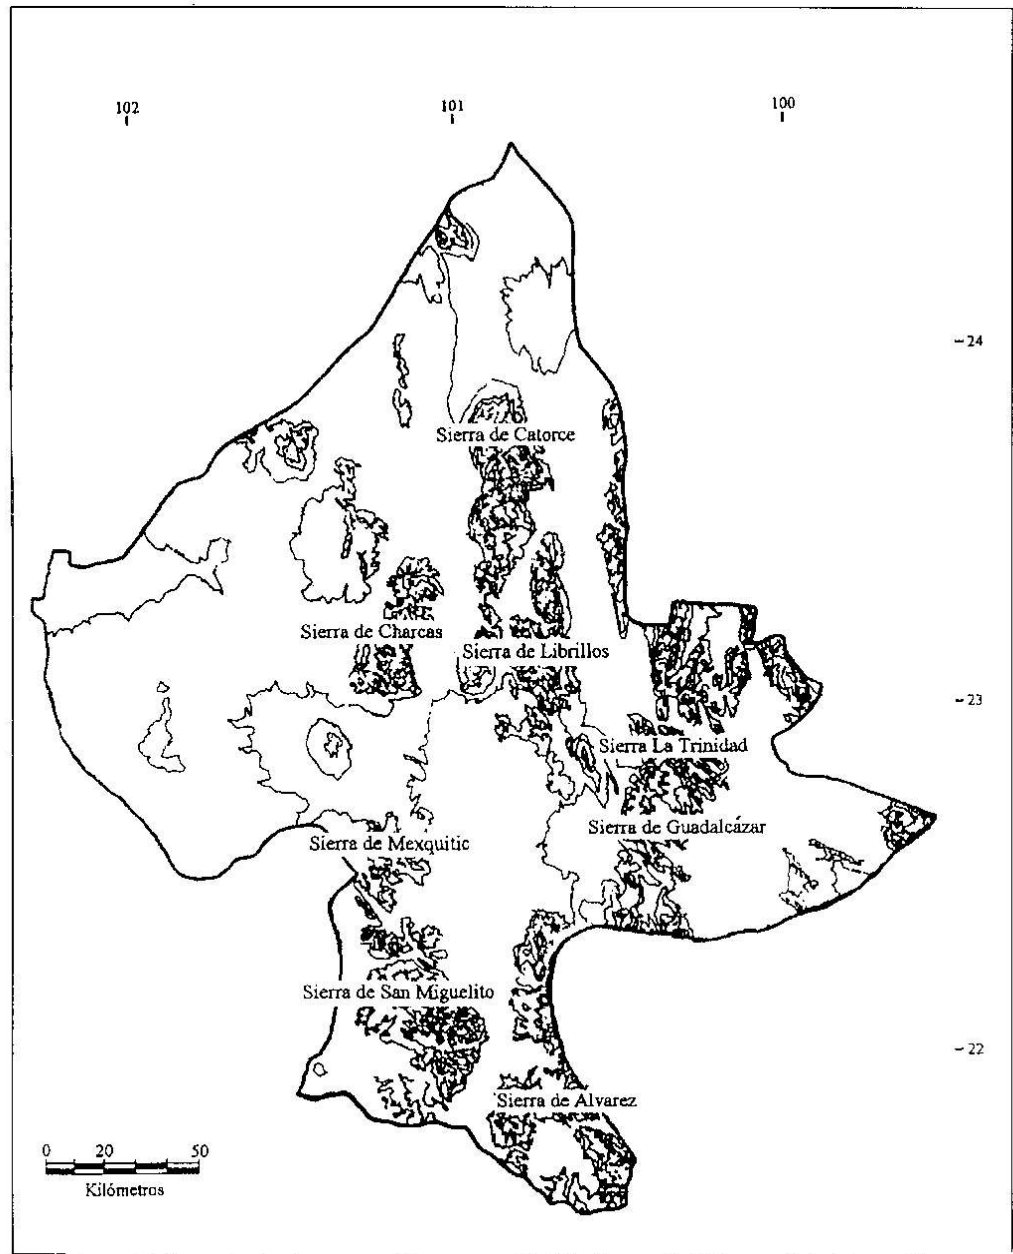 102
101
100
-24
Sierra de Catorce
Sierra de Charcas
Sierra de Librillos
-23
Sierra La Trinidad
Sierra de Guadalcázar
Sierra de Mexquitic
Sierra de San Miguelito
-22
Sierra de Alvarez
0 20 50
Kilómetros